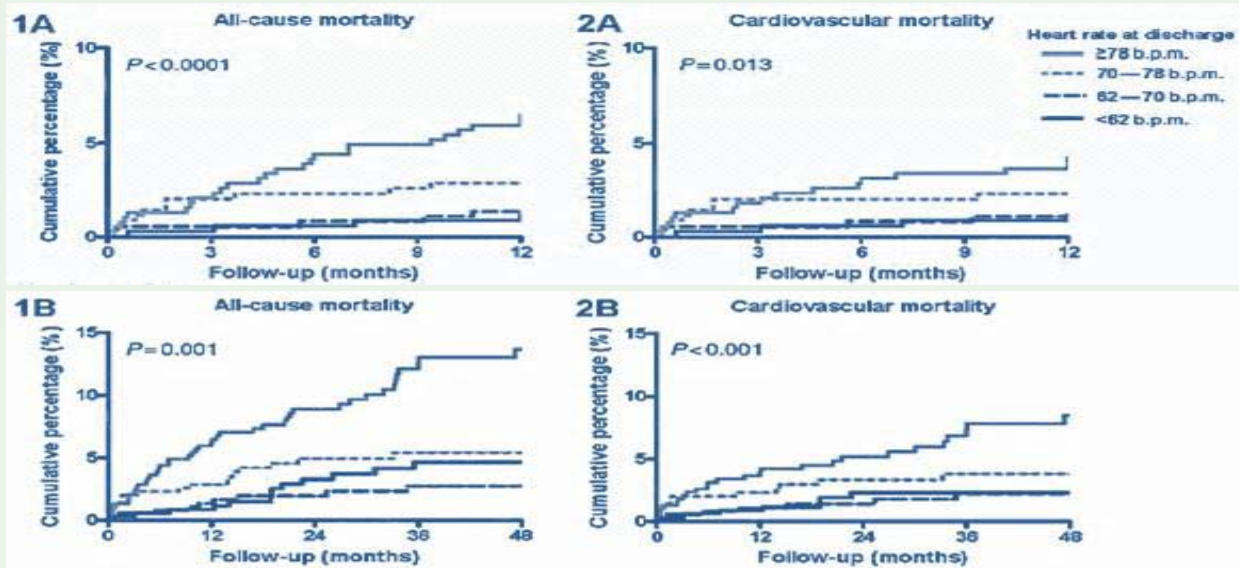 1A
All-cause mortality
Cumulative percentage (%)
10
5
0
P<0.0001
0 3 6 9 12
Follow-up (months)
2A
Cardiovascular mortality
Cumulative percentage (%)
10
5
0
P=0.013
0 3 6 9 12
Follow-up (months)
Heart rate at discharge
≥78 b.p.m.
70—78 b.p.m.
62—70 b.p.m.
<62 b.p.m.
1B
All-cause mortality
Cumulative percentage (%)
15
10
5
0
P=0.001
0 12 24 36 48
Follow-up (months)
2B
Cardiovascular mortality
Cumulative percentage (%)
15
10
5
0
P<0.001
0 12 24 36 48
Follow-up (months)